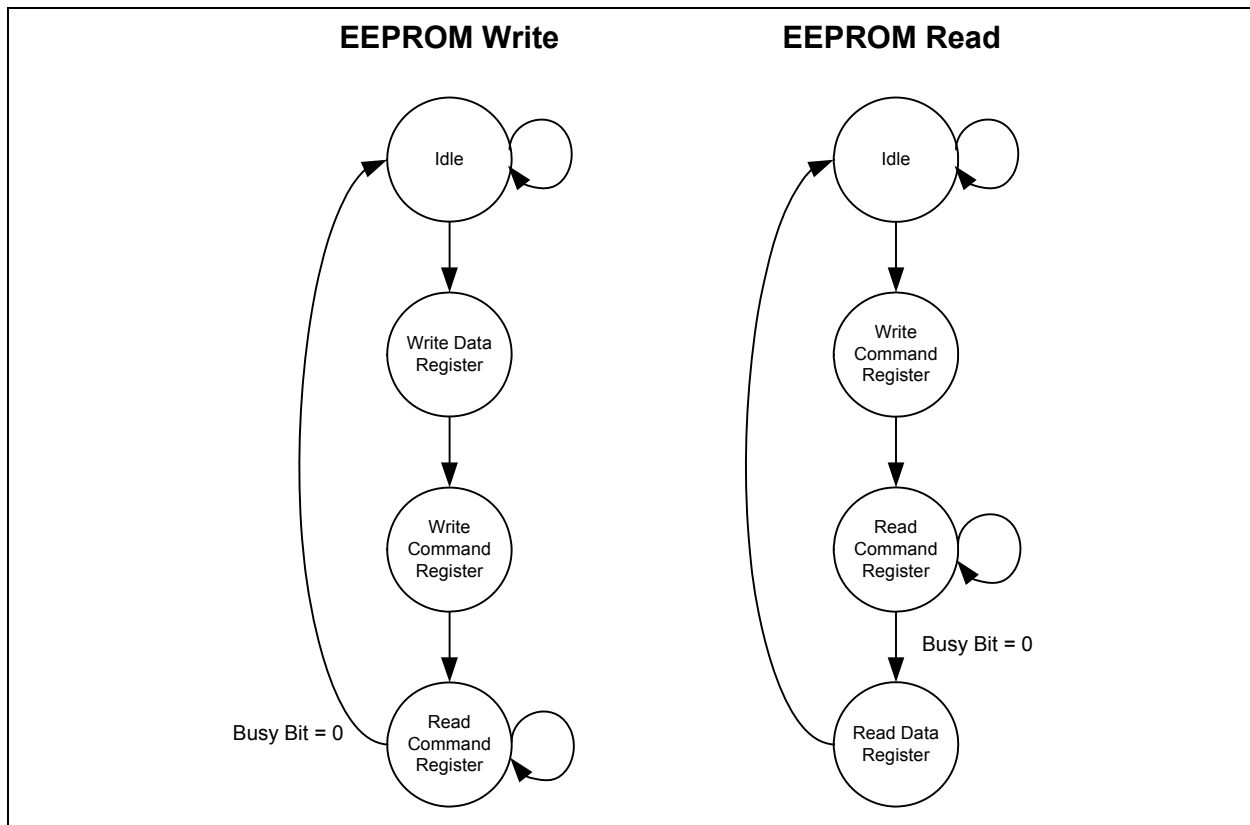 EEPROM Write
Idle
Write Data
Register
Write
Command
Register
Read
Command
Register
Busy Bit = 0
EEPROM Read
Idle
Write
Command
Register
Read
Command
Register
Busy Bit = 0
Read Data
Register